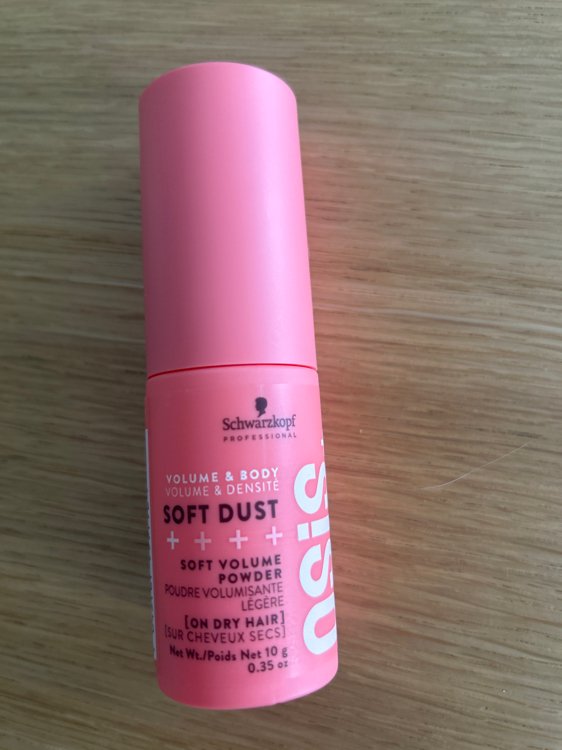 Schwarzkopf
PROFESSIONAL
VOLUME & BODY
VOLUME & DENSITÉ
SOFT DUST
+ + + +
SOFT VOLUME
POWDER
POUDRE VOLUMISANTE
LÉGÈRE
[ON DRY HAIR]
[SUR CHEVEUX SECS]
Net Wt./Poids Net 10 g
0.35 oz
OSiS